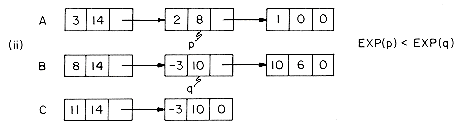 A 3 14 2 8 1 0 0
p
(ii) EXP(p) < EXP(q)
B 8 14 -3 10 10 6 0
q
C 11 14 -3 10 0